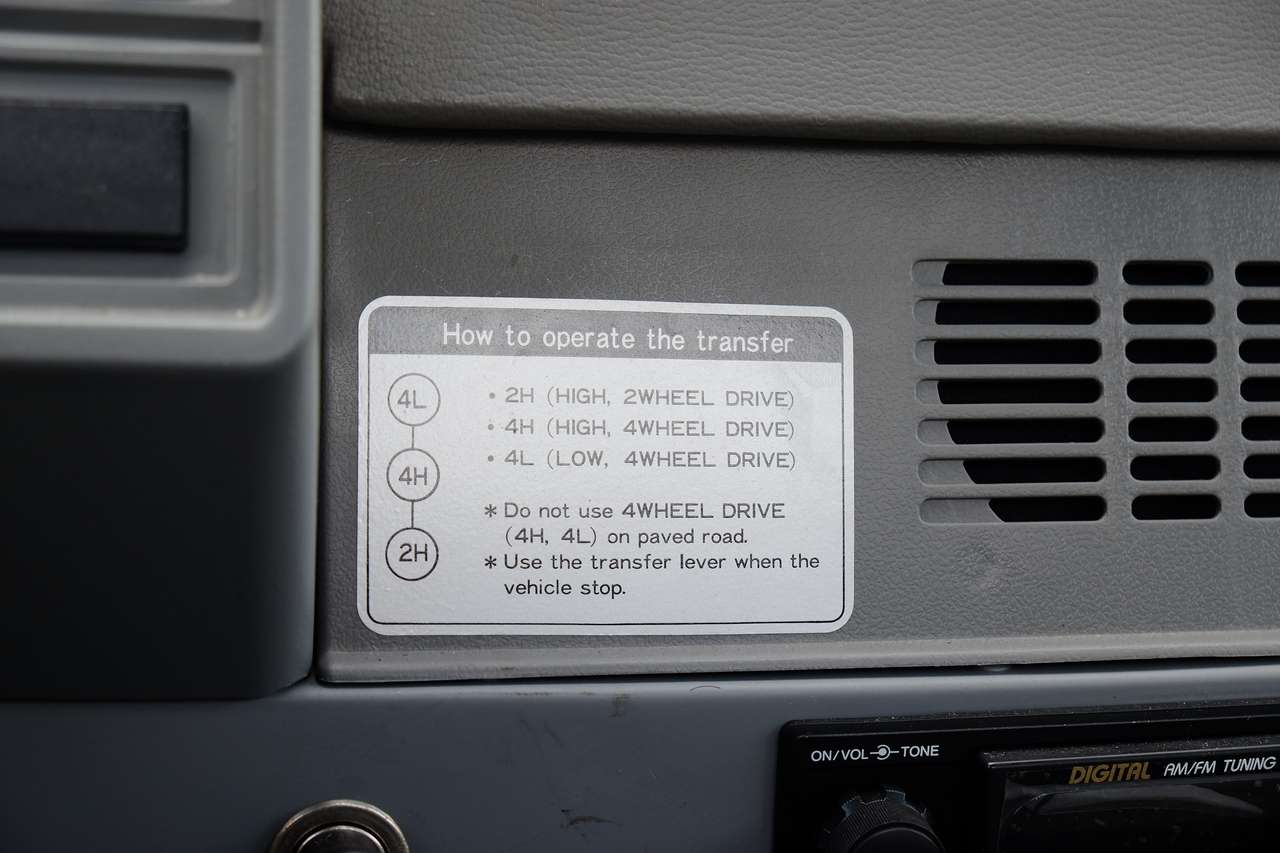 How to operate the transfer
4L
4H
2H
• 2H (HIGH, 2WHEEL DRIVE)
• 4H (HIGH, 4WHEEL DRIVE)
• 4L (LOW, 4WHEEL DRIVE)
* Do not use 4WHEEL DRIVE
(4H, 4L) on paved road.
* Use the transfer lever when the
vehicle stop.
ON/VOL TONE
DIGITAL AM/FM TUNING